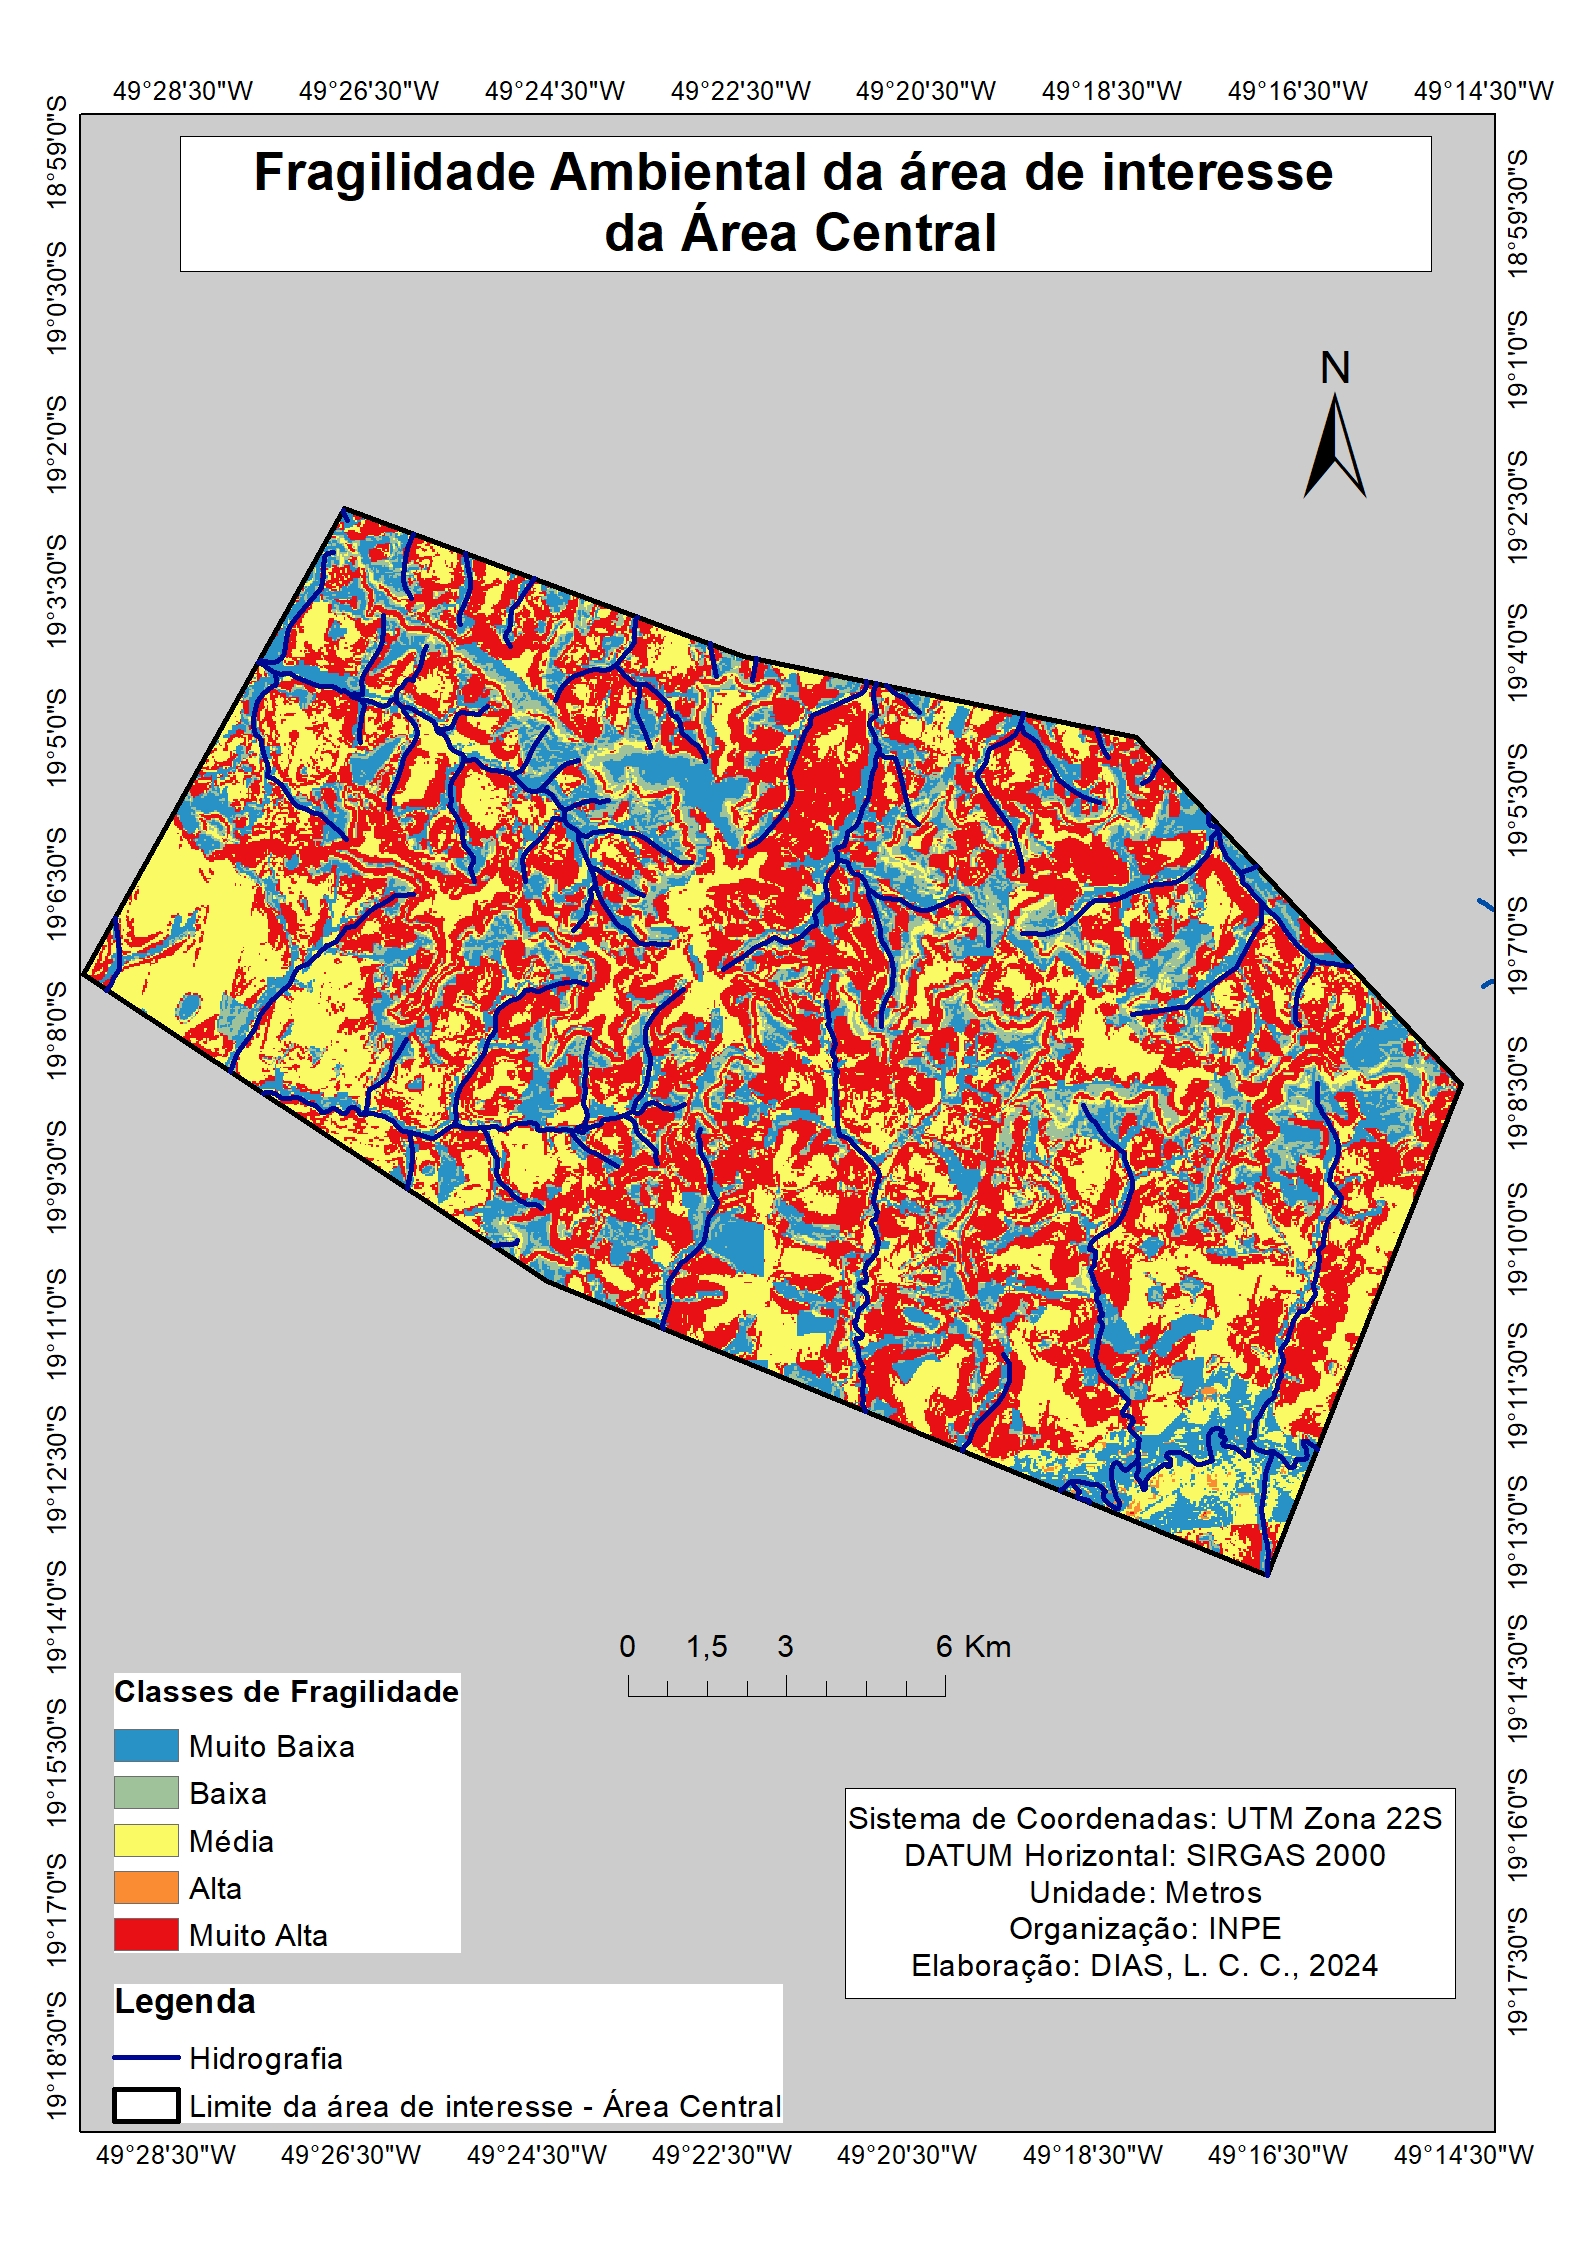 49°28'30"W 49°26'30"W 49°24'30"W 49°22'30"W 49°20'30"W 49°18'30"W 49°16'30"W 49°14'30"W
Fragilidade Ambiental da área de interesse
da Área Central
N
18°59'0"S
19°0'30"S
19°2'0"S
19°3'30"S
19°5'0"S
19°6'30"S
19°8'0"S
19°9'30"S
19°11'0"S
19°12'30"S
19°14'0"S
19°15'30"S
19°17'0"S
19°18'30"S
18°59'30"S
19°1'0"S
19°2'30"S
19°4'0"S
19°5'30"S
19°7'0"S
19°8'30"S
19°10'0"S
19°11'30"S
19°13'0"S
19°14'30"S
19°16'0"S
19°17'30"S
0 1,5 3 6 Km
Classes de Fragilidade
Muito Baixa
Baixa
Média
Alta
Muito Alta
Sistema de Coordenadas: UTM Zona 22S
DATUM Horizontal: SIRGAS 2000
Unidade: Metros
Organização: INPE
Elaboração: DIAS, L. C. C., 2024
Legenda
Hidrografia
Limite da área de interesse - Área Central
49°28'30"W 49°26'30"W 49°24'30"W 49°22'30"W 49°20'30"W 49°18'30"W 49°16'30"W 49°14'30"W